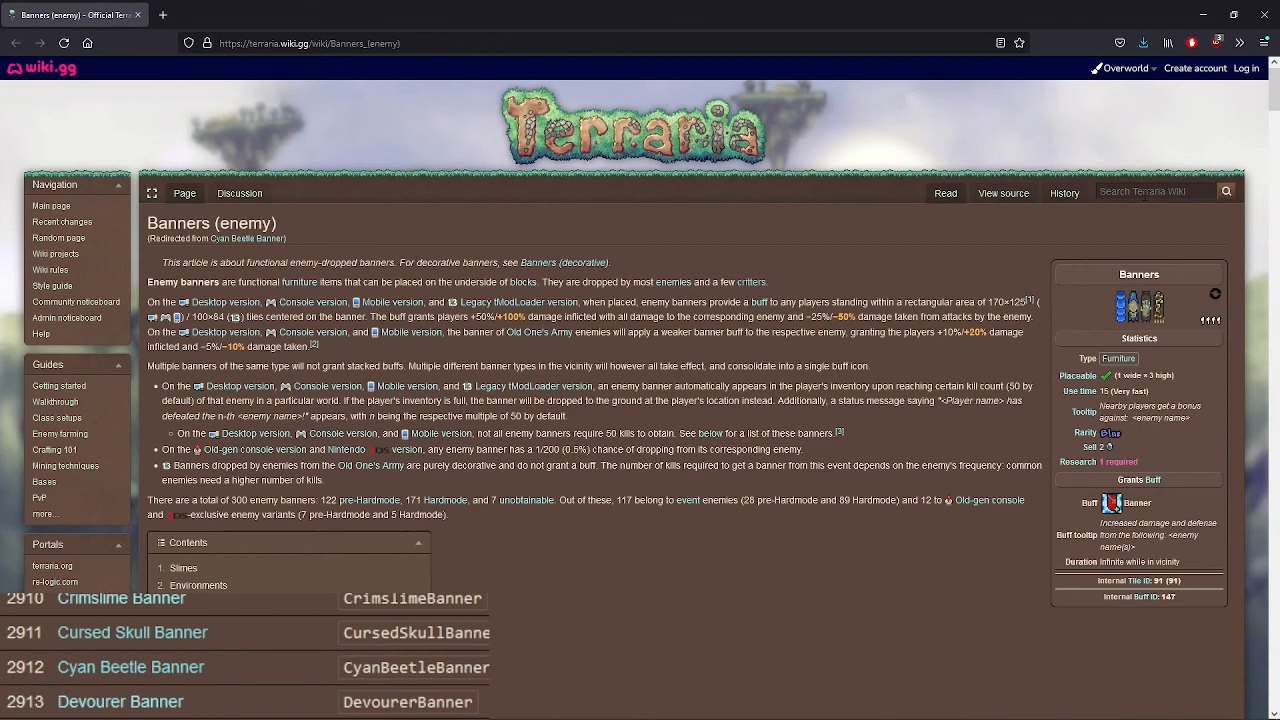 Banners (enemy) - Official Terra
https://terraria.wiki.gg/wiki/Banners_(enemy)
3
wiki.gg
Overworld
Create account
Log in
Terraria
Navigation
Main page
Recent changes
Random page
Wiki projects
Wiki rules
Style guide
Community noticeboard
Admin noticeboard
Help
Guides
Getting started
Walkthrough
Class setups
Enemy farming
Crafting 101
Mining techniques
Bases
PvP
more...
Portals
terraria.org
re-logic.com
Page
Discussion
Read
View source
History
Search Terraria Wiki
Banners (enemy)
(Redirected from Cyan Beetle Banner)
This article is about functional enemy-dropped banners. For decorative banners, see Banners (decorative).
Enemy banners are functional furniture items that can be placed on the underside of blocks. They are dropped by most enemies and a few critters.
On the Desktop version, Console version, Mobile version, and Legacy tModLoader version, when placed, enemy banners provide a buff to any players standing within a rectangular area of 170×125[1] (
) / 100×84 ( ) tiles centered on the banner. The buff grants players +50%/+100% damage inflicted with all damage to the corresponding enemy and −25%/−50% damage taken from attacks by the enemy.
On the Desktop version, Console version, and Mobile version, the banner of Old One's Army enemies will apply a weaker banner buff to the respective enemy, granting the players +10%/+20% damage
inflicted and −5%/−10% damage taken.[2]
Multiple banners of the same type will not grant stacked buffs. Multiple different banner types in the vicinity will however all take effect, and consolidate into a single buff icon.
• On the Desktop version, Console version, Mobile version, and Legacy tModLoader version, an enemy banner automatically appears in the player's inventory upon reaching certain kill count (50 by
default) of that enemy in a particular world. If the player's inventory is full, the banner will be dropped to the ground at the player's location instead. Additionally, a status message saying "<Player name> has
defeated the n-th <enemy name>!" appears, with n being the respective multiple of 50 by default.
On the Desktop version, Console version, and Mobile version, not all enemy banners require 50 kills to obtain. See below for a list of these banners.[3]
• On the Old-gen console version and Nintendo 3DS version, any enemy banner has a 1/200 (0.5%) chance of dropping from its corresponding enemy.
• Banners dropped by enemies from the Old One's Army are purely decorative and do not grant a buff. The number of kills required to get a banner from this event depends on the enemy's frequency: common
enemies need a higher number of kills.
There are a total of 300 enemy banners: 122 pre-Hardmode, 171 Hardmode, and 7 unobtainable. Out of these, 117 belong to event enemies (28 pre-Hardmode and 89 Hardmode) and 12 to Old-gen console
and 3DS-exclusive enemy variants (7 pre-Hardmode and 5 Hardmode).
Contents
1. Slimes
2. Environments
Banners
Statistics
Type Furniture
Placeable (1 wide × 3 high)
Use time 15 (Very fast)
Tooltip Nearby players get a bonus
against: <enemy name>
Rarity Blue
Sell 2
Research 1 required
Grants Buff
Buff Banner
Buff tooltip Increased damage and defense
from the following: <enemy
name(s)>
Duration Infinite while in vicinity
Internal Tile ID: 91 (91)
Internal Buff ID: 147
2910 Crimslime Banner CrimslimeBanner
2911 Cursed Skull Banner CursedSkullBanne
2912 Cyan Beetle Banner CyanBeetleBanner
2913 Devourer Banner DevourerBanner